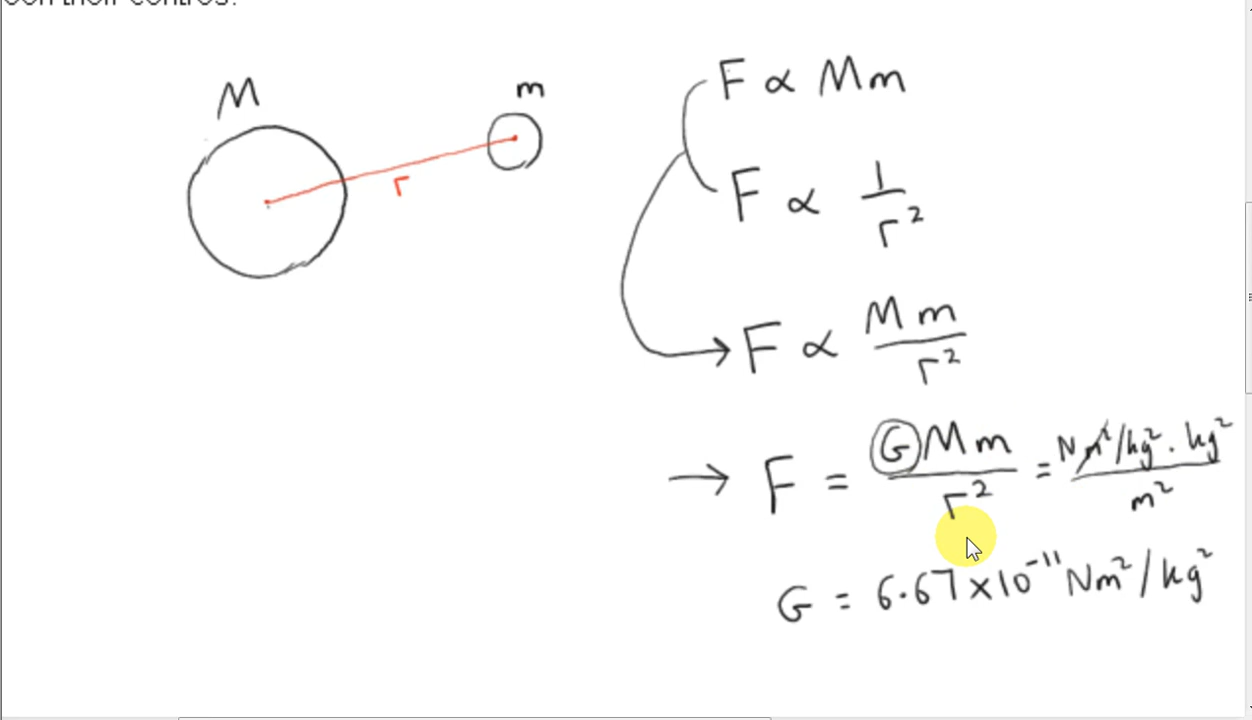 M
m
r
F ∝ Mm
F ∝ 1/r²
→ F ∝ Mm/r²
→ F = GMm/r² = Nm²/kg² . kg²/m²
G = 6.67×10⁻¹¹ Nm²/kg²